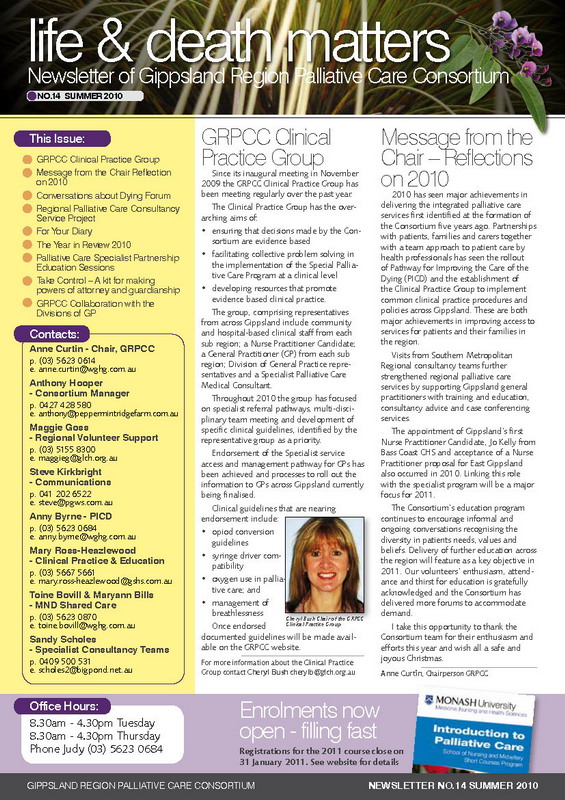 life & death matters
Newsletter of Gippsland Region Palliative Care Consortium
NO.14 SUMMER 2010
This Issue:
GRPCC Clinical Practice Group
Message from the Chair Reflection
on 2010
Conversations about Dying Forum
Regional Palliative Care Consultancy
Service Project
For Your Diary
The Year in Review 2010
Palliative Care Specialist Partnership
Education Sessions
Take Control – A kit for making
powers of attorney and guardianship
GRPCC Collaboration with the
Divisions of GP
Contacts:
Anne Curtin - Chair, GRPCC
p. (03) 5623 0614
e. anne.curtin@wghg.com.au
Anthony Hooper
- Consortium Manager
p. 0427 428 580
e. anthony@peppermintridgefarm.com.au
Maggie Goss
- Regional Volunteer Support
p. (03) 5155 8300
e. maggieg@glch.org.au
Steve Kirkbright
- Communications
p. 041 202 6522
e. steve@pgws.com.au
Anny Byrne - PICD
p. (03) 5623 0684
e. anny.byrne@wghg.com.au
Mary Ross-Heazlewood
- Clinical Practice & Education
p. (03) 5667 5661
e. mary.ross-heazlewood@gshs.com.au
Toine Bovill & Maryann Bills
- MND Shared Care
p. (03) 5623 0870
e. toine.bovill@wghg.com.au
Sandy Scholes
- Specialist Consultancy Teams
p. 0409 500 531
e. scholes2@bigpond.net.au
Office Hours:
8.30am - 4.30pm Tuesday
8.30am - 4.30pm Thursday
Phone Judy (03) 5623 0684
GRPCC Clinical
Practice Group
Since its inaugural meeting in November
2009 the GRPCC Clinical Practice Group has
been meeting regularly over the past year.
The Clinical Practice Group has the over-
arching aims of:
• ensuring that decisions made by the Con-
sortium are evidence based
• facilitating collective problem solving in
the implementation of the Special Pallia-
tive Care Program at a clinical level
• developing resources that promote
evidence based clinical practice.
The group, comprising representatives
from across Gippsland include community
and hospital-based clinical staff from each
sub region; a Nurse Practitioner Candidate;
a General Practitioner (GP) from each sub
region; Division of General Practice repre-
sentatives and a Specialist Palliative Care
Medical Consultant.
Throughout 2010 the group has focused
on specialist referral pathways, multi-disci-
plinary team meeting and development of
specific clinical guidelines, identified by the
representative group as a priority.
Endorsement of the Specialist service
access and management pathway for GPs has
been achieved and processes to roll out the
information to GPs across Gippsland currently
being finalised.
Clinical guidelines that are nearing
endorsement include:
• opiod conversion
guidelines
• syringe driver com-
patibility
• oxygen use in pallia-
tive care; and
• management of
breathlessness
Once endorsed
documented guidelines will be made avail-
able on the GRPCC website.
Cheryl Bush Chair of the GRPCC
Clinical Practice Group
For more information about the Clinical Practice
Group contact Cheryl Bush cherylb@glch.org.au
Message from the
Chair – Reflections
on 2010
2010 has seen major achievements in
delivering the integrated palliative care
services first identified at the formation of
the Consortium five years ago. Partnerships
with patients, families and carers together
with a team approach to patient care by
health professionals has seen the rollout
of Pathway for Improving the Care of the
Dying (PICD) and the establishment of
the Clinical Practice Group to implement
common clinical practice procedures and
policies across Gippsland. These are both
major achievements in improving access to
services for patients and their families in
the region.
Visits from Southern Metropolitan
Regional consultancy teams further
strengthened regional palliative care
services by supporting Gippsland general
practitioners with training and education,
consultancy advice and case conferencing
services.
The appointment of Gippsland's first
Nurse Practitioner Candidate, Jo Kelly from
Bass Coast CHS and acceptance of a Nurse
Practitioner proposal for East Gippsland
also occurred in 2010. Linking this role
with the specialist program will be a major
focus for 2011.
The Consortium's education program
continues to encourage informal and
ongoing conversations recognising the
diversity in patients needs, values and
beliefs. Delivery of further education across
the region will feature as a key objective in
2011. Our volunteers' enthusiasm, attend-
ance and thirst for education is gratefully
acknowledged and the Consortium has
delivered more forums to accommodate
demand.
I take this opportunity to thank the
Consortium team for their enthusiasm and
efforts this year and wish all a safe and
joyous Christmas.
Anne Curtin, Chairperson GRPCC
Enrolments now
open - filling fast
Registrations for the 2011 course close on
31 January 2011. See website for details
MONASH University
Medicine, Nursing and Health Sciences
Introduction to
Palliative Care
School of Nursing and Midwifery
Short Courses Program
GIPPSLAND REGION PALLIATIVE CARE CONSORTIUM
NEWSLETTER NO.14 SUMMER 2010